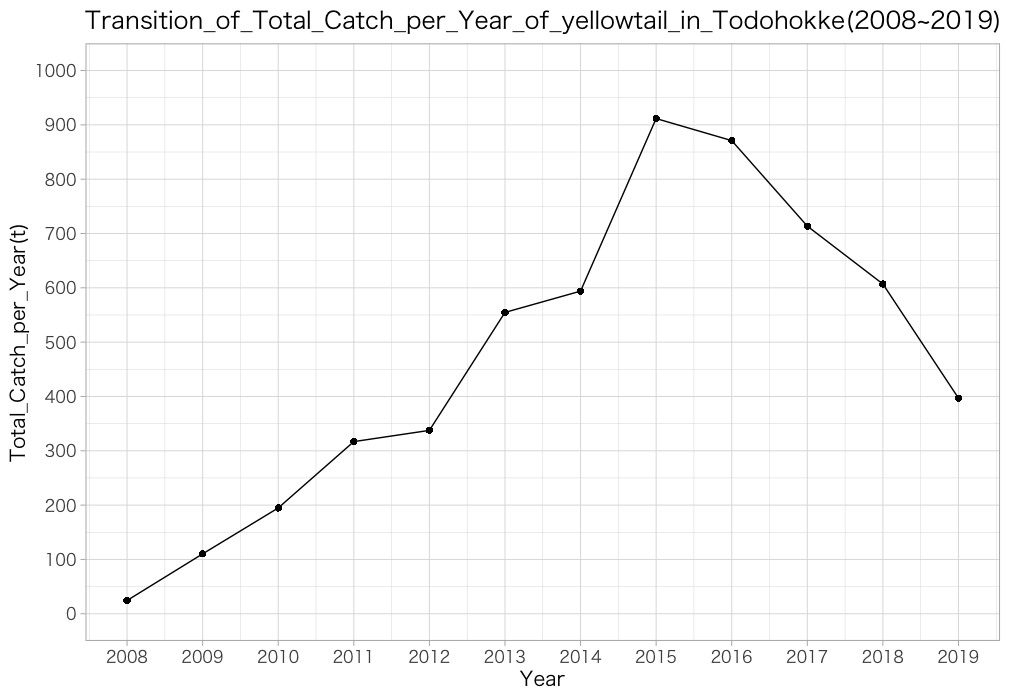 Transition_of_Total_Catch_per_Year_of_yellowtail_in_Todohokke(2008~2019)
Total_Catch_per_Year(t)
1000
900
800
700
600
500
400
300
200
100
0
2008 2009 2010 2011 2012 2013 2014 2015 2016 2017 2018 2019
Year